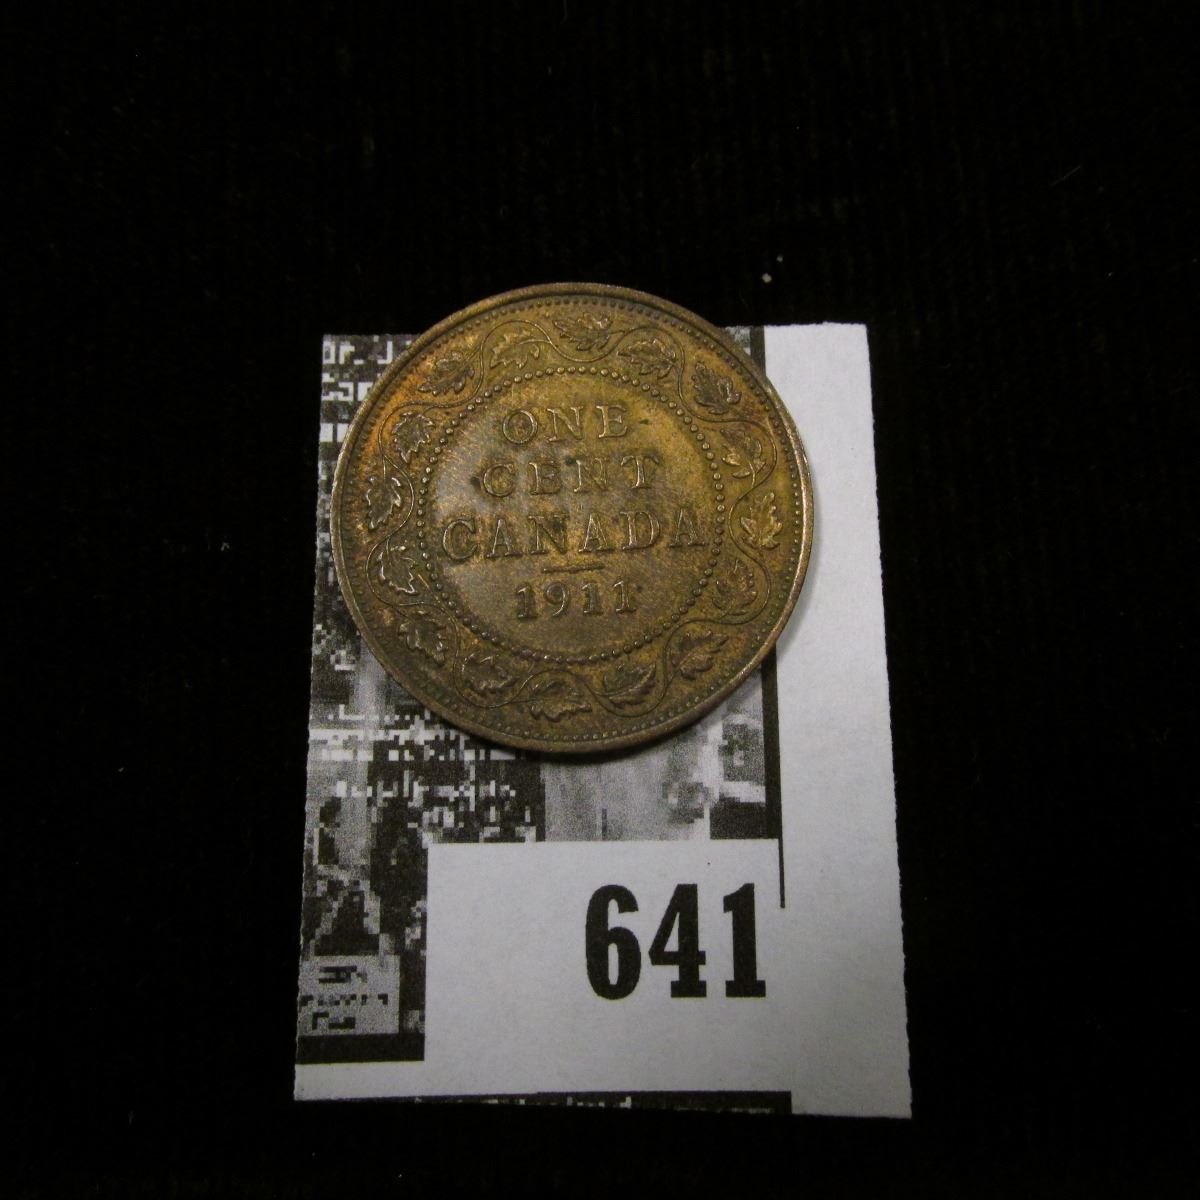 ONE
CENT
CANADA
1911
641